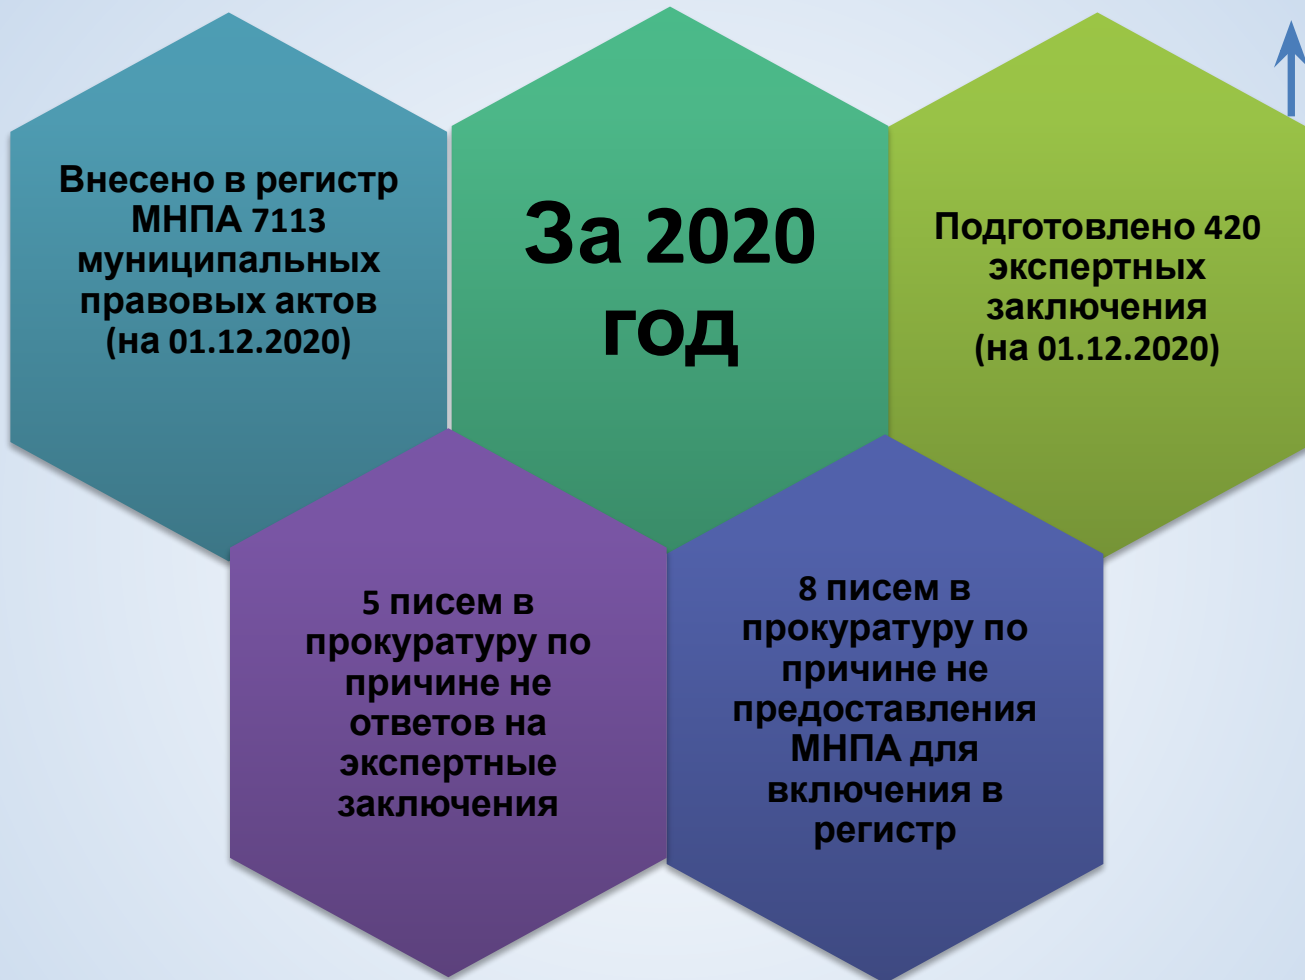 Внесено в регистр
МНПА 7113
муниципальных
правовых актов
(на 01.12.2020)
За 2020
год
Подготовлено 420
экспертных
заключения
(на 01.12.2020)
5 писем в
прокуратуру по
причине не
ответов на
экспертные
заключения
8 писем в
прокуратуру по
причине не
предоставления
МНПА для
включения в
регистр